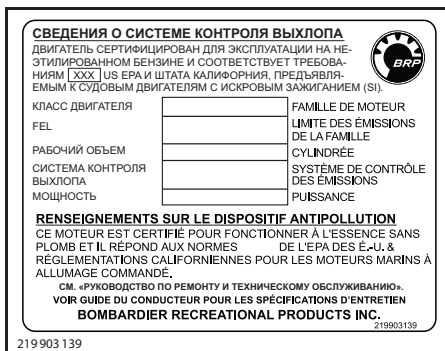 СВЕДЕНИЯ О СИСТЕМЕ КОНТРОЛЯ ВЫХЛОПА
ДВИГАТЕЛЬ СЕРТИФИЦИРОВАН ДЛЯ ЭКСПЛУАТАЦИИ НА НЕ-
ЭТИЛИРОВАННОМ БЕНЗИНЕ И СООТВЕТСТВУЕТ ТРЕБОВА-
НИЯМ XXX US EPA И ШТАТА КАЛИФОРНИЯ, ПРЕДЪЯВЛЯ-
ЕМЫМ К СУДОВЫМ ДВИГАТЕЛЯМ С ИСКРОВЫМ ЗАЖИГАНИЕМ (SI).
BRP
КЛАСС ДВИГАТЕЛЯ FAMILLE DE MOTEUR
FEL LIMITE DES ÉMISSIONS
DE LA FAMILLE
РАБОЧИЙ ОБЪЕМ CYLINDRÉE
СИСТЕМА КОНТРОЛЯ SYSTÈME DE CONTRÔLE
ВЫХЛОПА DES ÉMISSIONS
МОЩНОСТЬ PUISSANCE
RENSEIGNEMENTS SUR LE DISPOSITIF ANTIPOLLUTION
CE MOTEUR EST CERTIFIÉ POUR FONCTIONNER À L'ESSENCE SANS
PLOMB ET IL RÉPOND AUX NORMES DE L'EPA DES É.-U. &
RÉGLEMENTATIONS CALIFORNIENNES POUR LES MOTEURS MARINS À
ALLUMAGE COMMANDÉ.
СМ. «РУКОВОДСТВО ПО РЕМОНТУ И ТЕХНИЧЕСКОМУ ОБСЛУЖИВАНИЮ».
VOIR GUIDE DU CONDUCTEUR POUR LES SPÉCIFICATIONS D'ENTRETIEN
BOMBARDIER RECREATIONAL PRODUCTS INC.
219903139
219 903 139